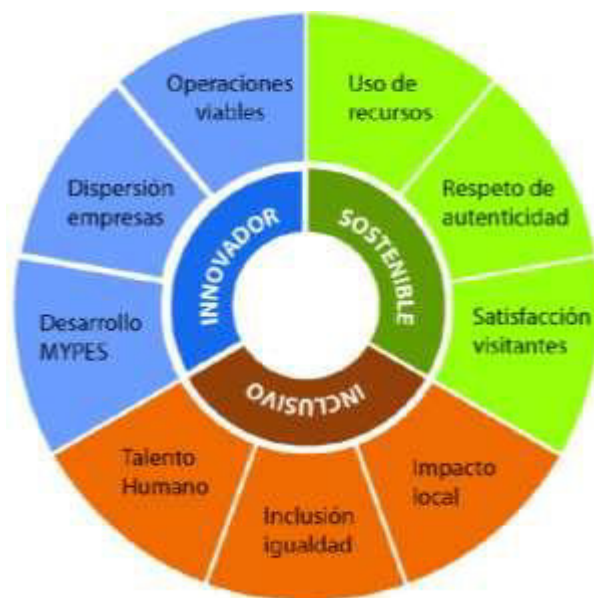 Operaciones
viables
Uso de
recursos
Dispersión
empresas
Respeto de
autenticidad
INNOVADOR
SOSTENIBLE
Desarrollo
MYPES
Satisfacción
visitantes
INCLUSIVO
Talento
Humano
Impacto
local
Inclusión
igualdad